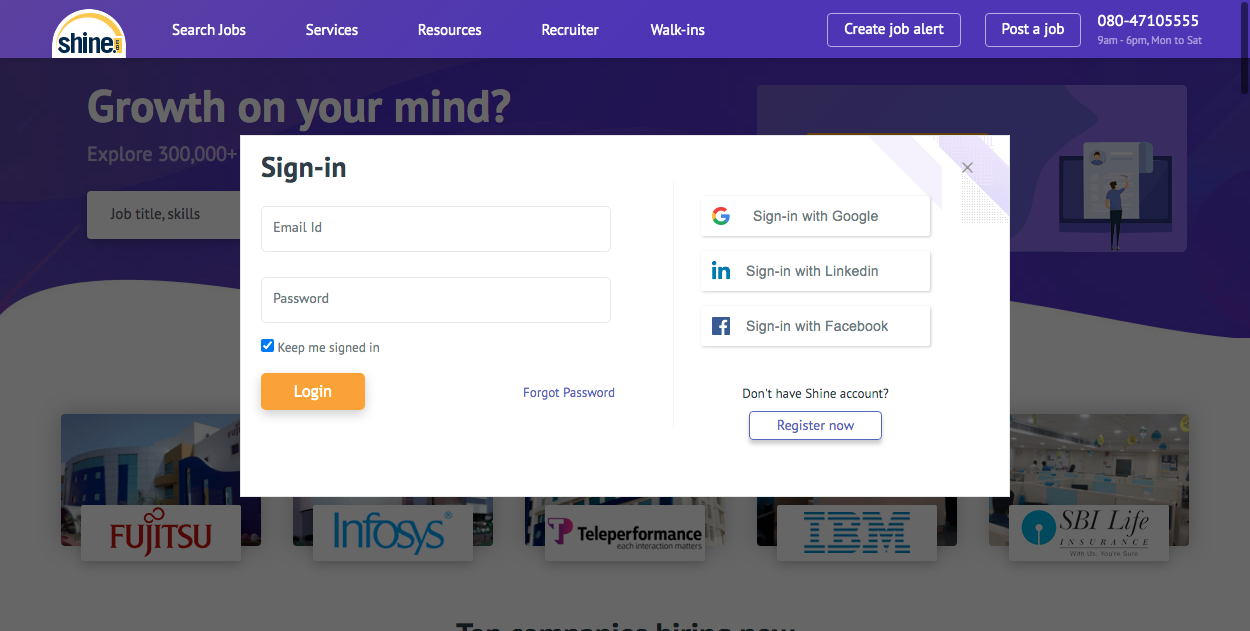 shine.com
Search Jobs
Services
Resources
Recruiter
Walk-ins
Create job alert
Post a job
080-47105555
9am - 6pm, Mon to Sat
Growth on your mind?
Explore 300,000+
Job title, skills
Sign-in
Email Id
Password
Keep me signed in
Login
Forgot Password
Sign-in with Google
Sign-in with Linkedin
Sign-in with Facebook
Don't have Shine account?
Register now
FUJITSU
Infosys®
Teleperformance
each interaction matters
IBM
SBI Life
INSURANCE
With Us, You're Sure
Top companies hiring now